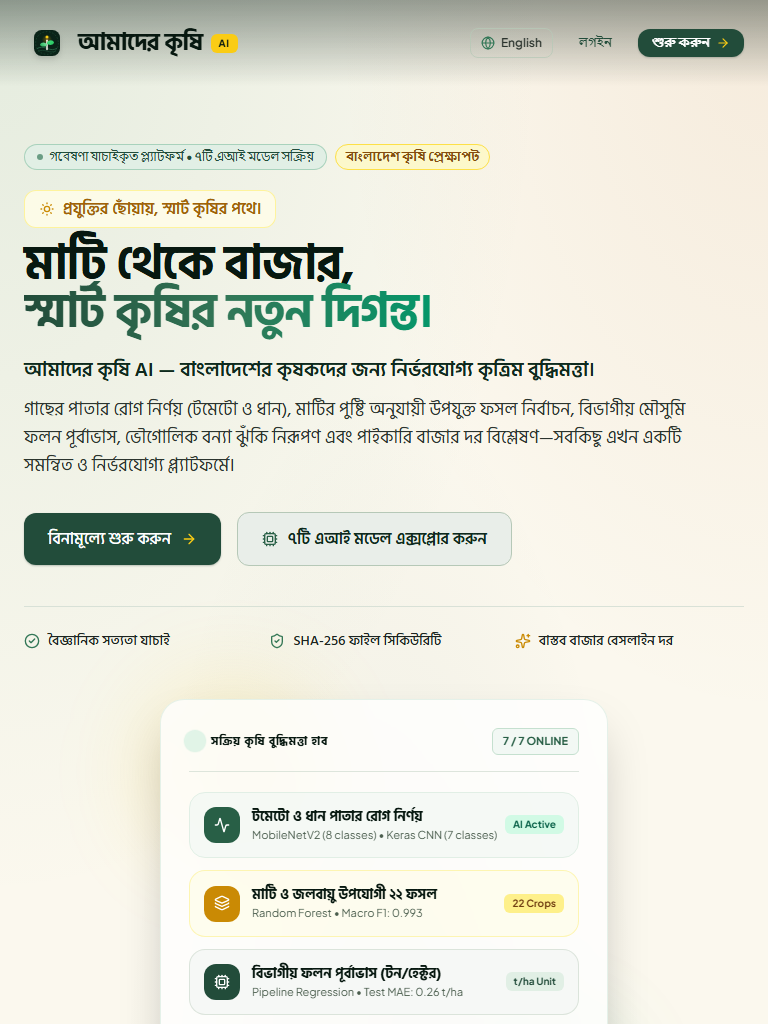 আমাদের কৃষি AI
English লগইন শুরু করুন
গবেষণা যাচাইকৃত প্ল্যাটফর্ম • ৭টি এআই মডেল সক্রিয় বাংলাদেশ কৃষি প্রেক্ষাপট
প্রযুক্তির ছোঁয়ায়, স্মার্ট কৃষির পথে।
মাটি থেকে বাজার,
স্মার্ট কৃষির নতুন দিগন্ত।
আমাদের কৃষি AI — বাংলাদেশের কৃষকদের জন্য নির্ভরযোগ্য কৃত্রিম বুদ্ধিমত্তা।
গাছের পাতার রোগ নির্ণয় (টমেটো ও ধান), মাটির পুষ্টি অনুযায়ী উপযুক্ত ফসল নির্বাচন, বিভাগীয় মৌসুমি
ফলন পূর্বাভাস, ভৌগোলিক বন্যা ঝুঁকি নিরূপণ এবং পাইকারি বাজার দর বিশ্লেষণ—সবকিছু এখন একটি
সমন্বিত ও নির্ভরযোগ্য প্ল্যাটফর্মে।
বিনামূল্যে শুরু করুন ৭টি এআই মডেল এক্সপ্লোর করুন
বৈজ্ঞানিক সত্যতা যাচাই SHA-256 ফাইল সিকিউরিটি বাস্তব বাজার বেসলাইন দর
সক্রিয় কৃষি বুদ্ধিমত্তা হাব 7 / 7 ONLINE
টমেটো ও ধান পাতার রোগ নির্ণয়
MobileNetV2 (8 classes) • Keras CNN (7 classes) AI Active
মাটি ও জলবায়ু উপযোগী ২২ ফসল
Random Forest • Macro F1: 0.993 22 Crops
বিভাগীয় ফলন পূর্বাভাস (টন/হেক্টর)
Pipeline Regression • Test MAE: 0.26 t/ha t/ha Unit